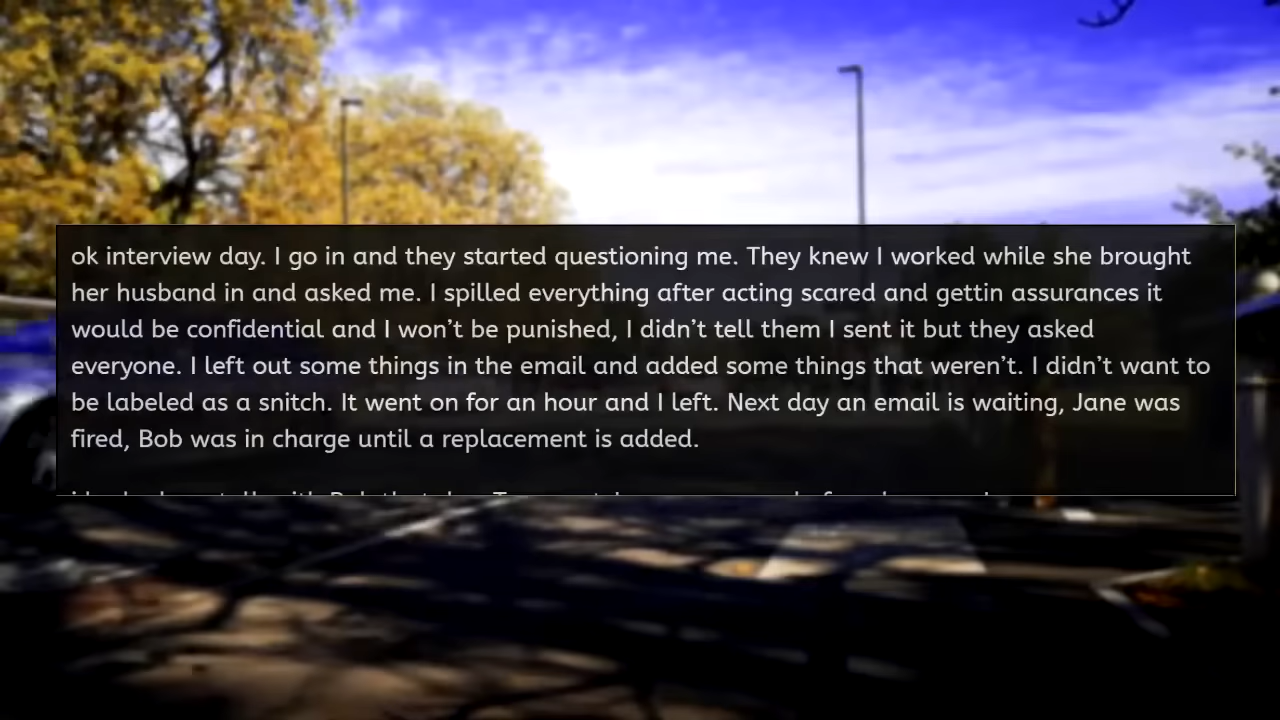 ok interview day. I go in and they started questioning me. They knew I worked while she brought
her husband in and asked me. I spilled everything after acting scared and gettin assurances it
would be confidential and I won’t be punished, I didn’t tell them I sent it but they asked
everyone. I left out some things in the email and added some things that weren’t. I didn’t want to
be labeled as a snitch. It went on for an hour and I left. Next day an email is waiting, Jane was
fired, Bob was in charge until a replacement is added.